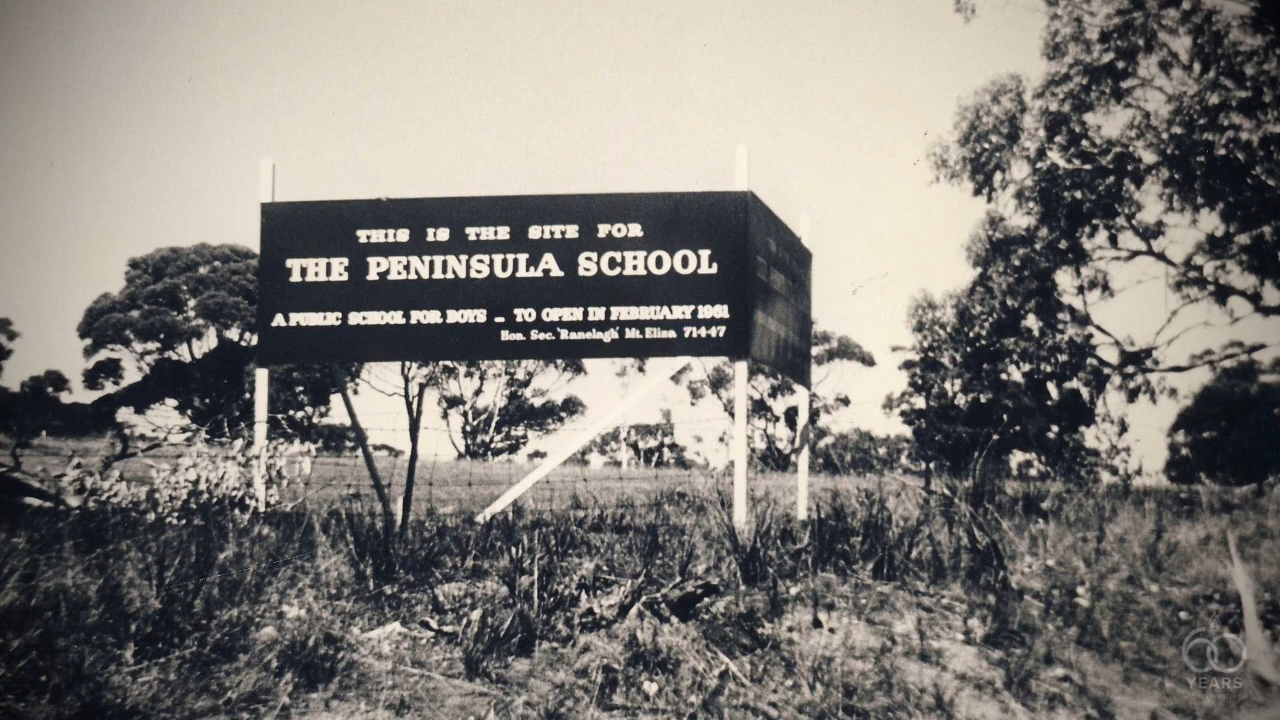 THIS IS THE SITE FOR
THE PENINSULA SCHOOL
A PUBLIC SCHOOL FOR BOYS – TO OPEN IN FEBRUARY 1961
Hon. Sec. 'Ranelagh' Mt. Eliza 714-47
60
YEARS